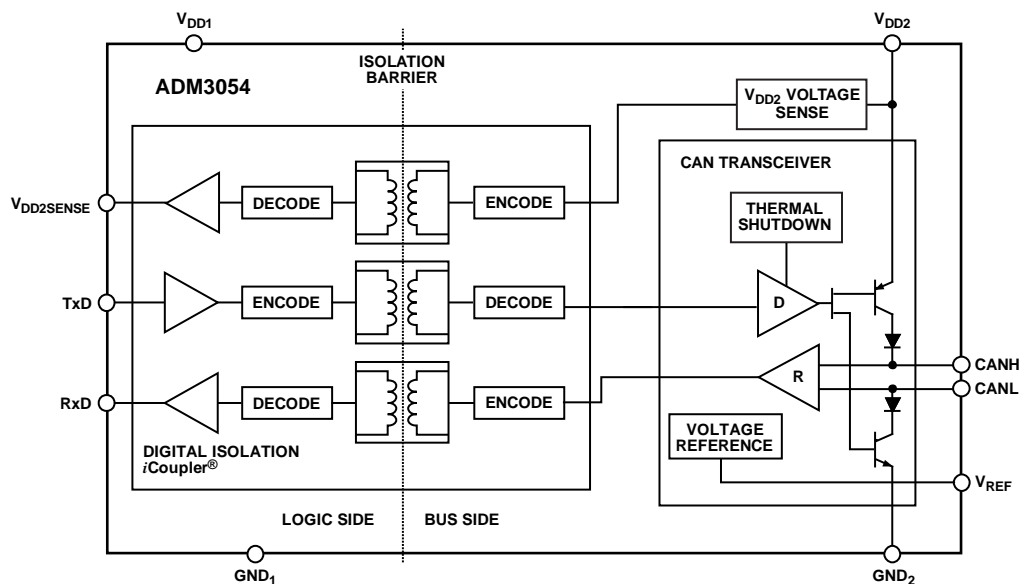 VDD1
VDD2
ADM3054
ISOLATION
BARRIER
VDD2 VOLTAGE
SENSE
CAN TRANSCEIVER
VDD2SENSE
DECODE
ENCODE
THERMAL
SHUTDOWN
TxD
ENCODE
DECODE
D
CANH
CANL
RxD
DECODE
ENCODE
R
VOLTAGE
REFERENCE
DIGITAL ISOLATION
iCoupler®
VREF
LOGIC SIDE
BUS SIDE
GND1
GND2